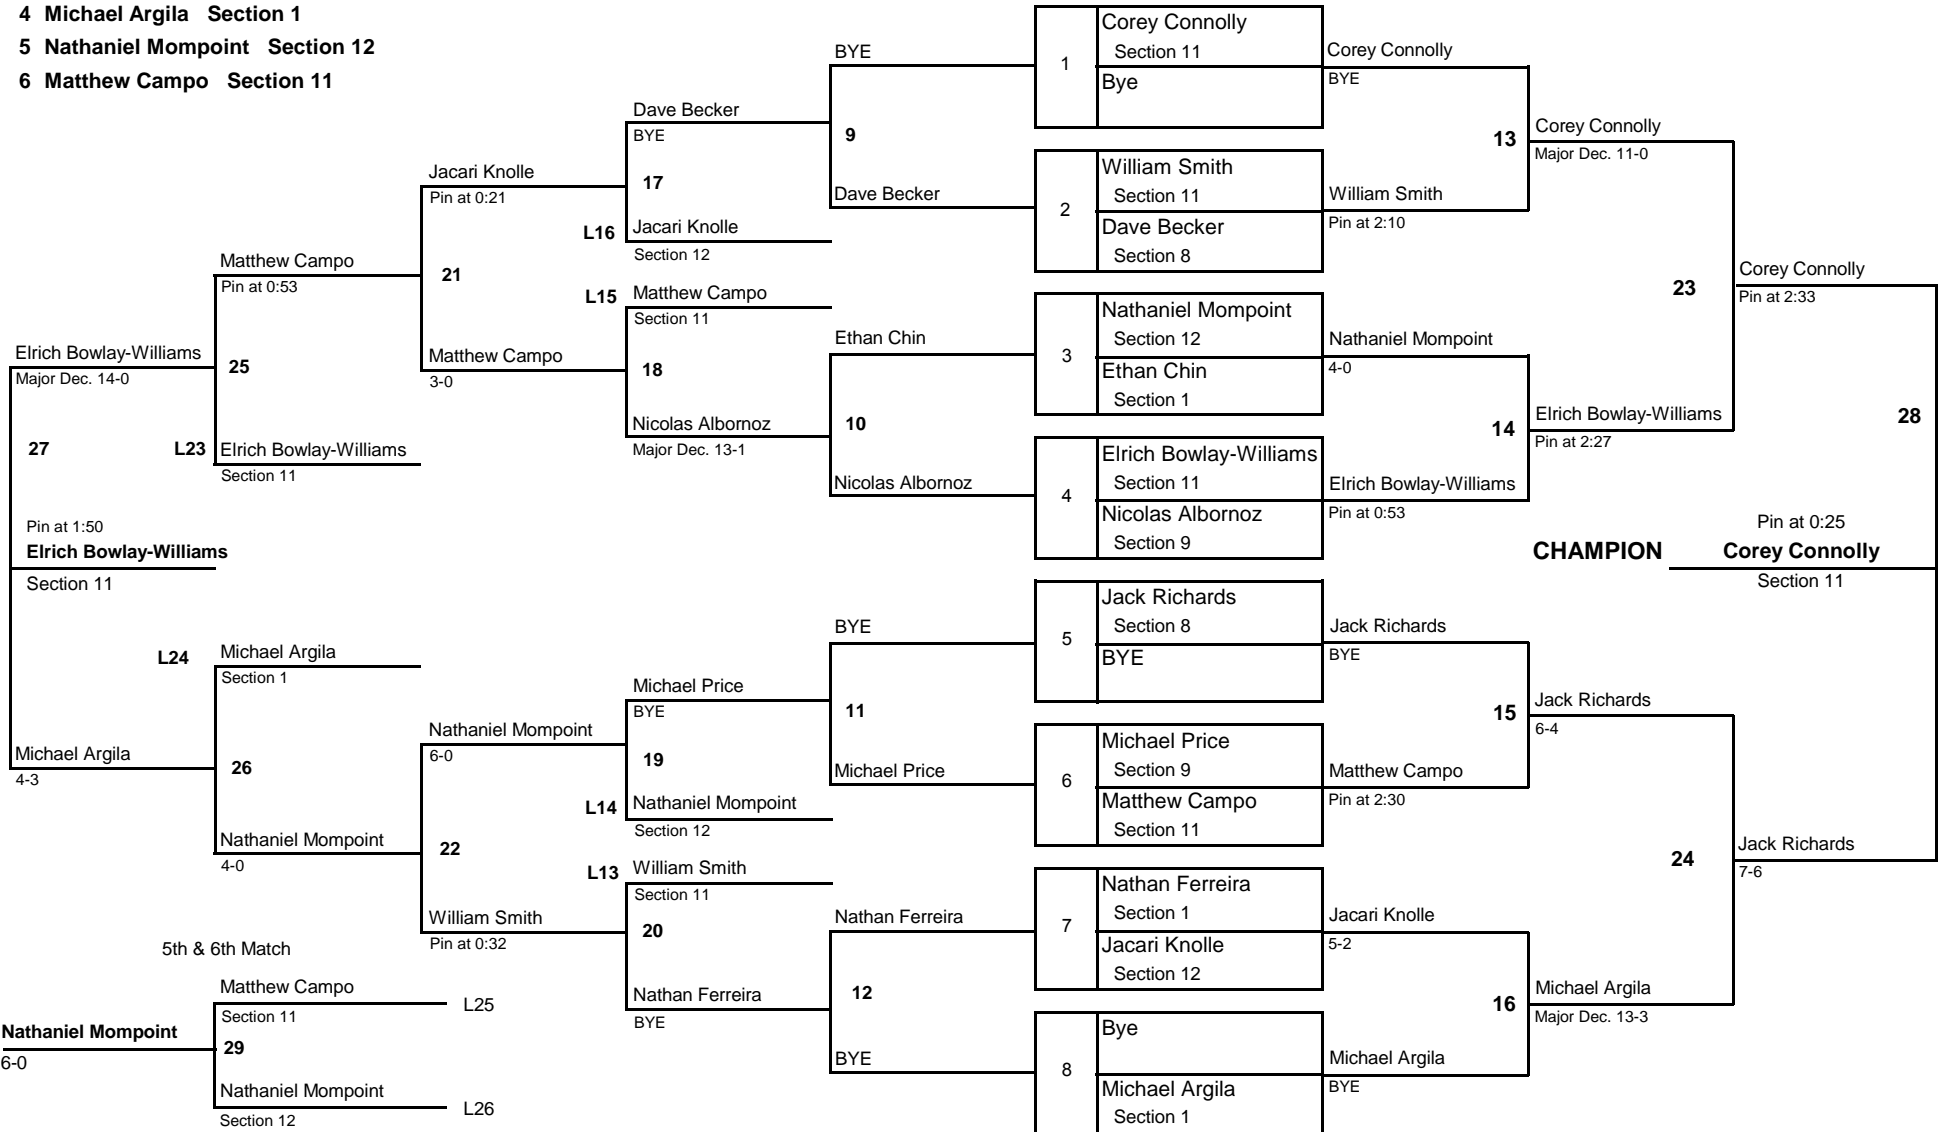 4 Michael Argila Section 1
5 Nathaniel Mompoint Section 12
6 Matthew Campo Section 11
Elrich Bowlay-Williams
Major Dec. 14-0
27
Pin at 1:50
Elrich Bowlay-Williams
Section 11
Michael Argila
4-3
5th & 6th Match
Nathaniel Mompoint
6-0
Matthew Campo
Pin at 0:53
25
L23 Elrich Bowlay-Williams
Section 11
L24 Michael Argila
Section 1
26
Nathaniel Mompoint
4-0
Matthew Campo L25
Section 11
29
Nathaniel Mompoint L26
Section 12
Jacari Knolle
Pin at 0:21
21
Matthew Campo
3-0
Nathaniel Mompoint
6-0
22
William Smith
Pin at 0:32
Dave Becker
BYE
17
L16 Jacari Knolle
Section 12
L15 Matthew Campo
Section 11
18
Nicolas Albornoz
Major Dec. 13-1
Michael Price
BYE
19
L14 Nathaniel Mompoint
Section 12
L13 William Smith
Section 11
20
Nathan Ferreira
BYE
BYE
9
Dave Becker
Ethan Chin
10
Nicolas Albornoz
BYE
11
Michael Price
Nathan Ferreira
12
BYE
1
Corey Connolly
Section 11
Bye
2
William Smith
Section 11
Dave Becker
Section 8
3
Nathaniel Mompoint
Section 12
Ethan Chin
Section 1
4
Elrich Bowlay-Williams
Section 11
Nicolas Albornoz
Section 9
5
Jack Richards
Section 8
BYE
6
Michael Price
Section 9
Matthew Campo
Section 11
7
Nathan Ferreira
Section 1
Jacari Knolle
Section 12
8
Bye
Michael Argila
Section 1
Corey Connolly
BYE
13
William Smith
Pin at 2:10
Nathaniel Mompoint
4-0
14
Elrich Bowlay-Williams
Pin at 0:53
Jack Richards
BYE
15
Matthew Campo
Pin at 2:30
Jacari Knolle
5-2
16
Michael Argila
BYE
Corey Connolly
Major Dec. 11-0
23
Elrich Bowlay-Williams
Pin at 2:27
Jack Richards
6-4
24
Michael Argila
Major Dec. 13-3
Corey Connolly
Pin at 2:33
28
Pin at 0:25
CHAMPION Corey Connolly
Section 11
Jack Richards
7-6